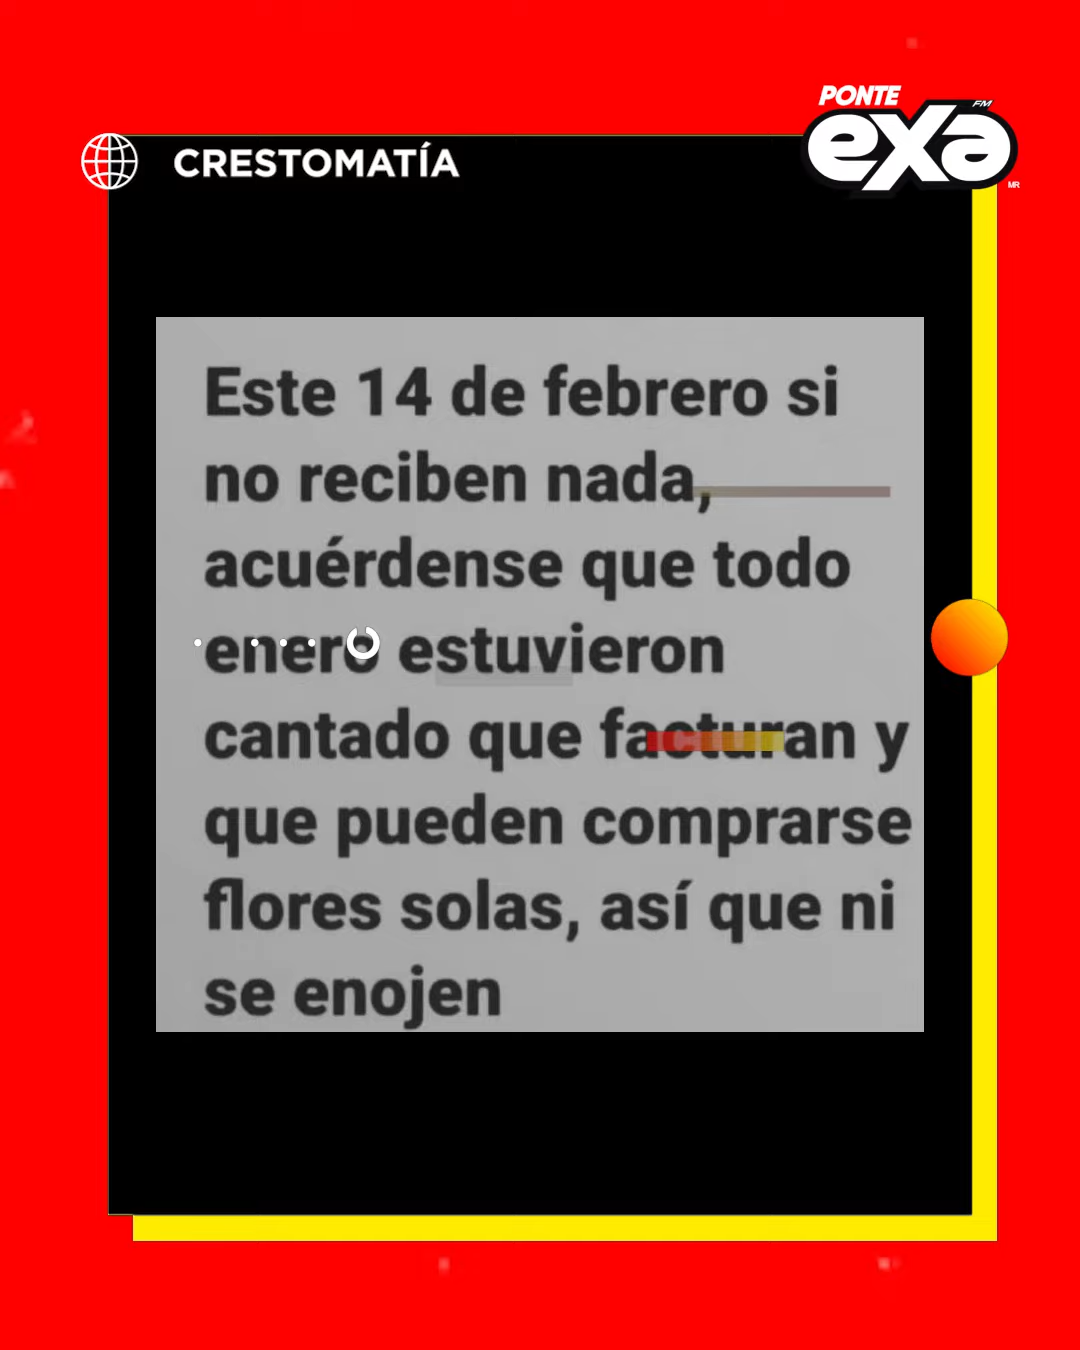 PONTE
exa
FM
MR
CRESTOMATÍA
Este 14 de febrero si
no reciben nada,
acuérdense que todo
enero estuvieron
cantado que facturan y
que pueden comprarse
flores solas, así que ni
se enojen